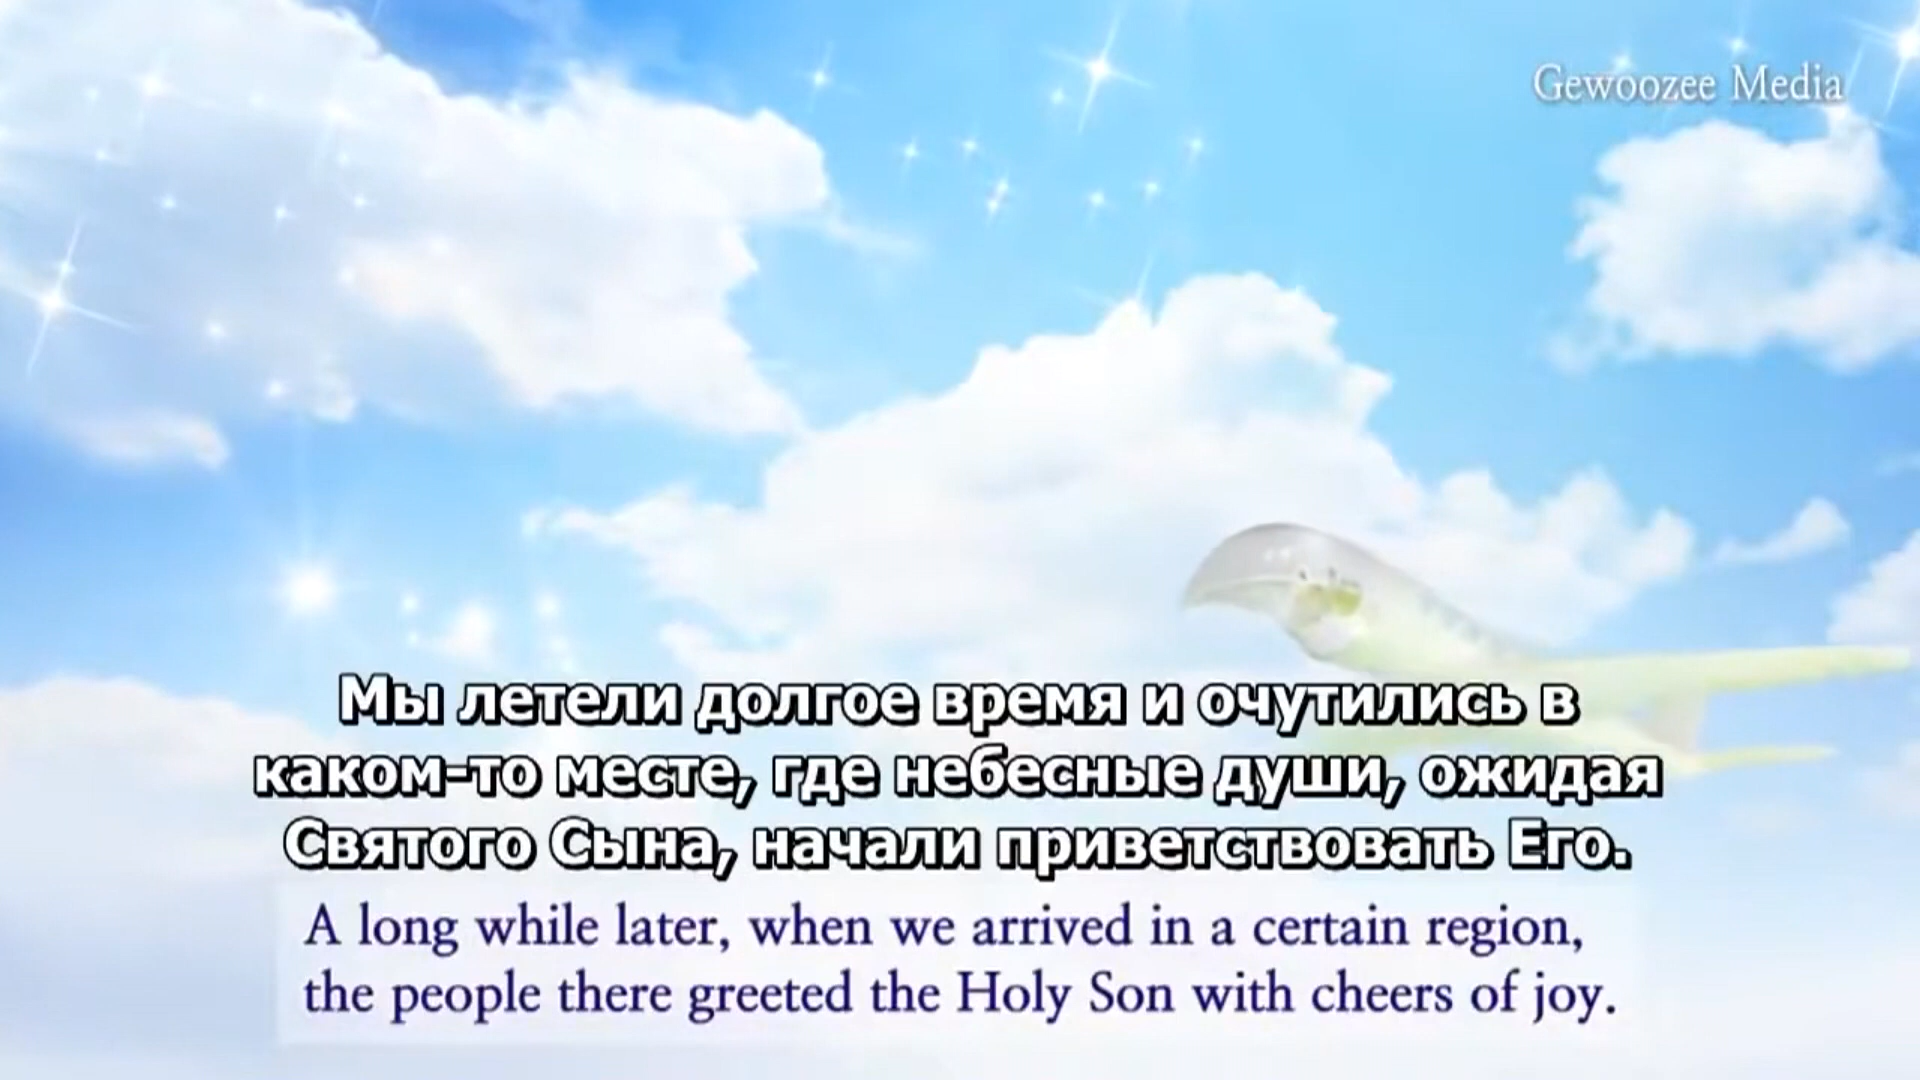 Gewoozee Media
Мы летели долгое время и очутились в
каком-то месте, где небесные души, ожидая
Святого Сына, начали приветствовать Его.
A long while later, when we arrived in a certain region,
the people there greeted the Holy Son with cheers of joy.